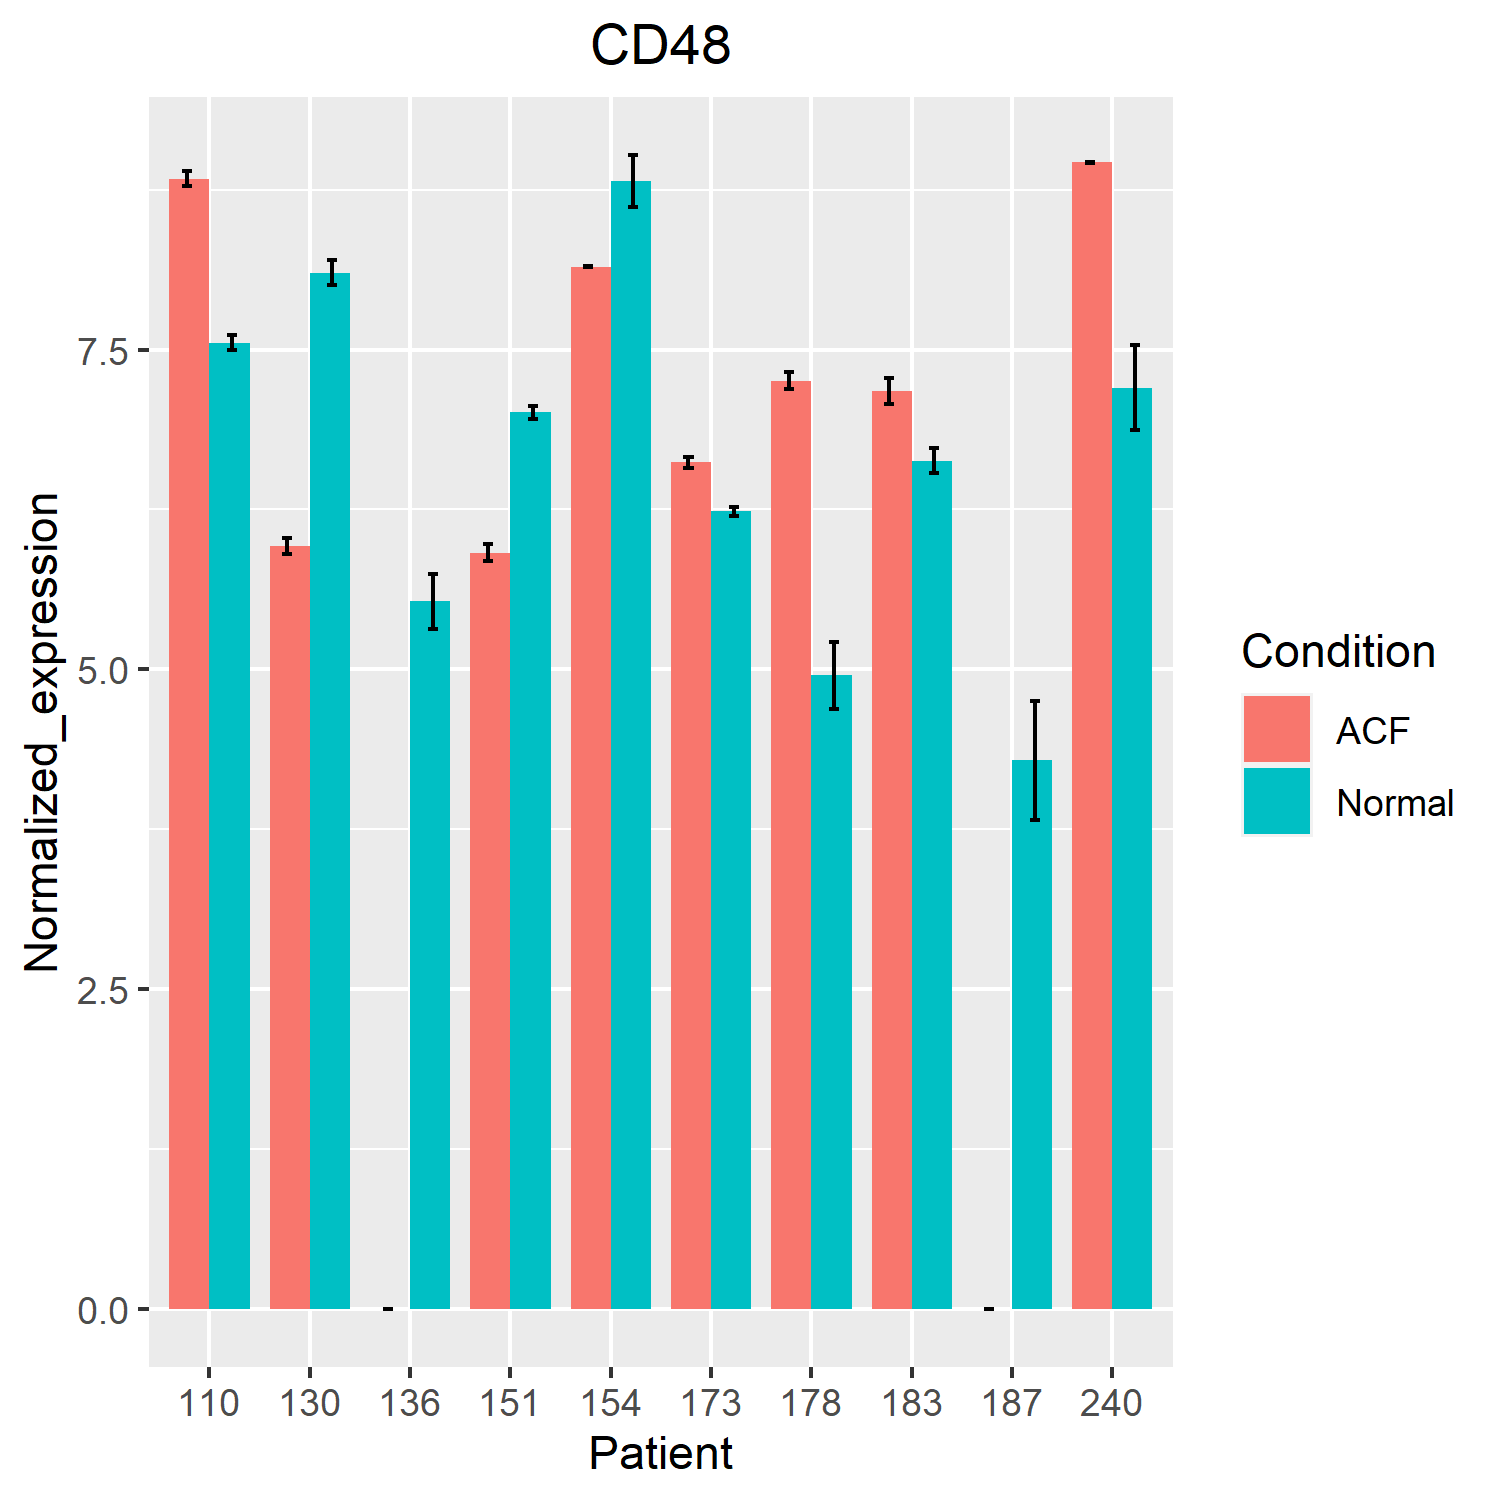 CD48
Normalized_expression
7.5
5.0
2.5
0.0
110 130 136 151 154 173 178 183 187 240
Patient
Condition
ACF
Normal